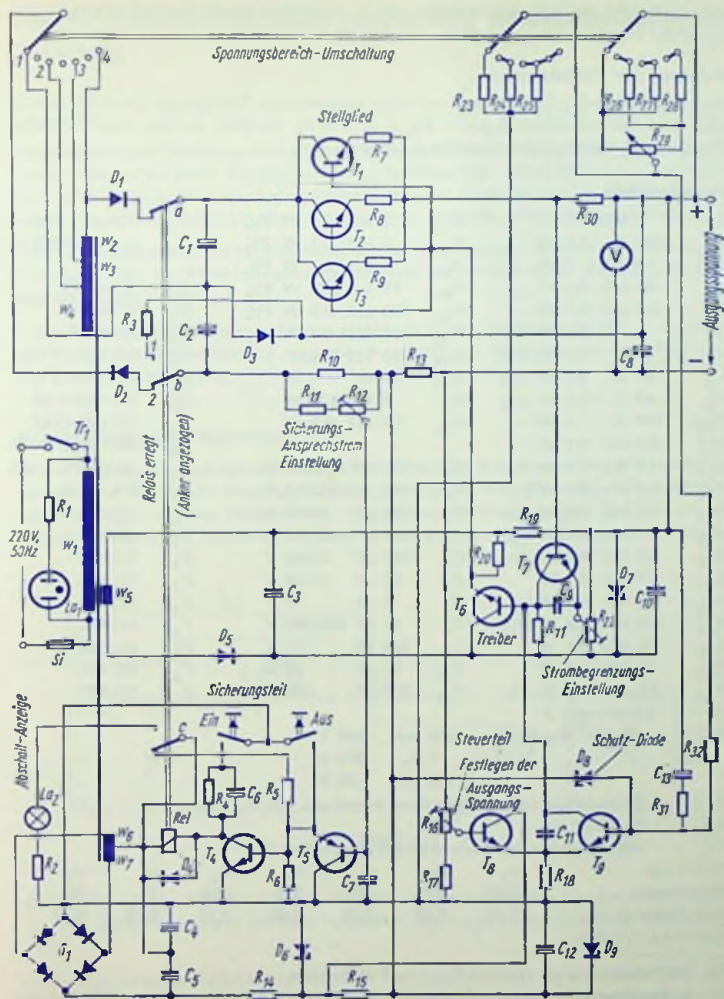 1 2 3 4
Spannungsbereich-Umschaltung
R23 R24 R25
R26 R27 R28
R29
Stellglied
R7
T1
D1
a
R8
T2
R30
+
w2
w3
w4
C1
R9
T3
V
Ausgangsspannung
R3
1
C2
D3
C8
D2
2
b
R10
R13
−
R11 R12
Sicherungs-
Ansprechstrom
Einstellung
Relais erregt
(Anker angezogen)
Tr1
R1
w1
220V,
50Hz
La1
Si
w5
C3
D5
R19
R20
T7
T6
C9
D7
C10
R22
Treiber
Strombegrenzungs-
Einstellung
Sicherungsteil
Abschalt-Anzeige
c
Ein
Aus
Steuerteil
Festlegen der
Ausgangs-
Spannung
D8
Schutz-Diode
R32
La2
R2
w6
w7
Rel
R4
C6
R5
T4
T5
D4
R6
C7
R16
T8
C11
T9
C13
R31
R17
R18
C4
C5
D6
C12
D9
G1
R14
R15